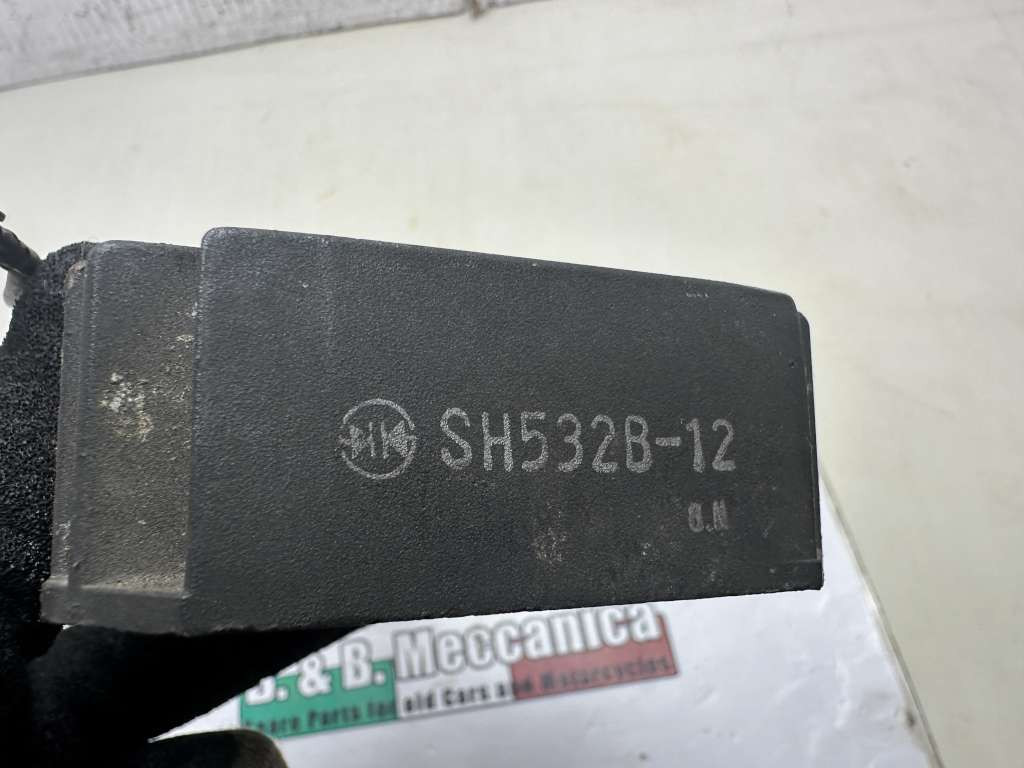 SH532B-12
& B. Meccanica
Spare Parts for old Cars and Motorcycles